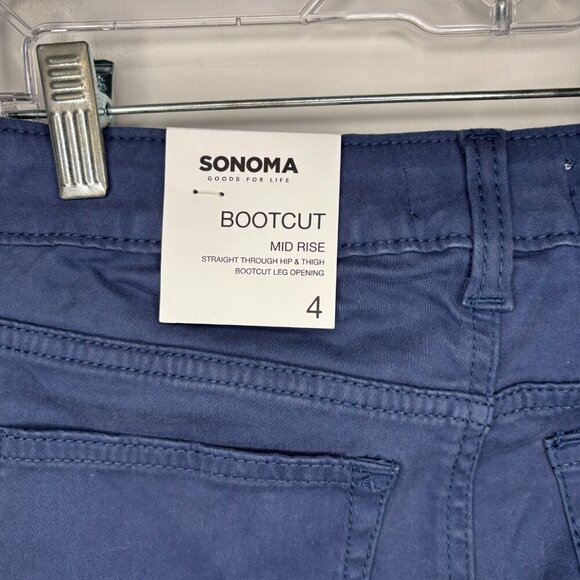 SONOMA
GOODS FOR LIFE
BOOTCUT
MID RISE
STRAIGHT THROUGH HIP & THIGH
BOOTCUT LEG OPENING
4